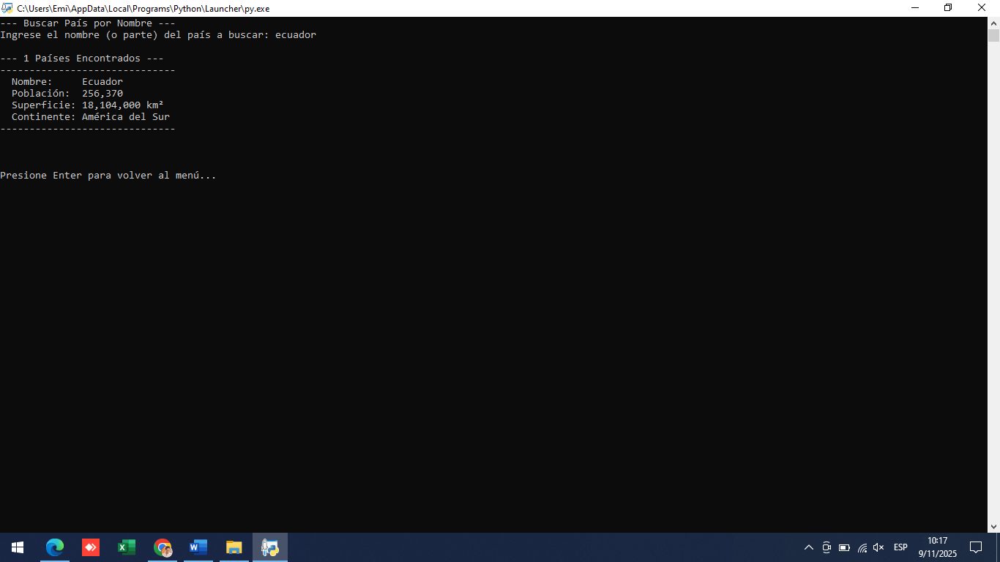 C:\Users\Emi\AppData\Local\Programs\Python\Launcher\py.exe
--- Buscar País por Nombre ---
Ingrese el nombre (o parte) del país a buscar: ecuador
--- 1 Países Encontrados ---
------------------------------
Nombre:     Ecuador
Población:  256,370
Superficie: 18,104,000 km²
Continente: América del Sur
------------------------------
Presione Enter para volver al menú...
ESP
10:17
9/11/2025